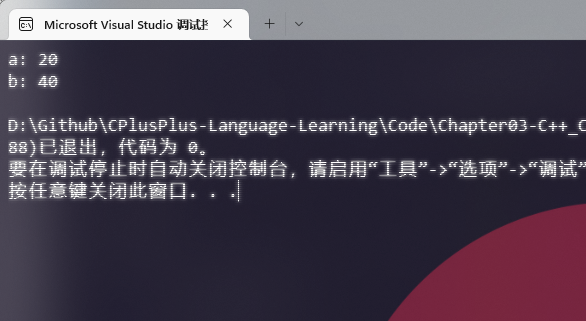 Microsoft Visual Studio 调试
a: 20
b: 40
D:\Github\CPlusPlus-Language-Learning\Code\Chapter03-C++_C
88)已退出，代码为 0。
要在调试停止时自动关闭控制台，请启用“工具”->“选项”->“调试”
按任意键关闭此窗口. . .